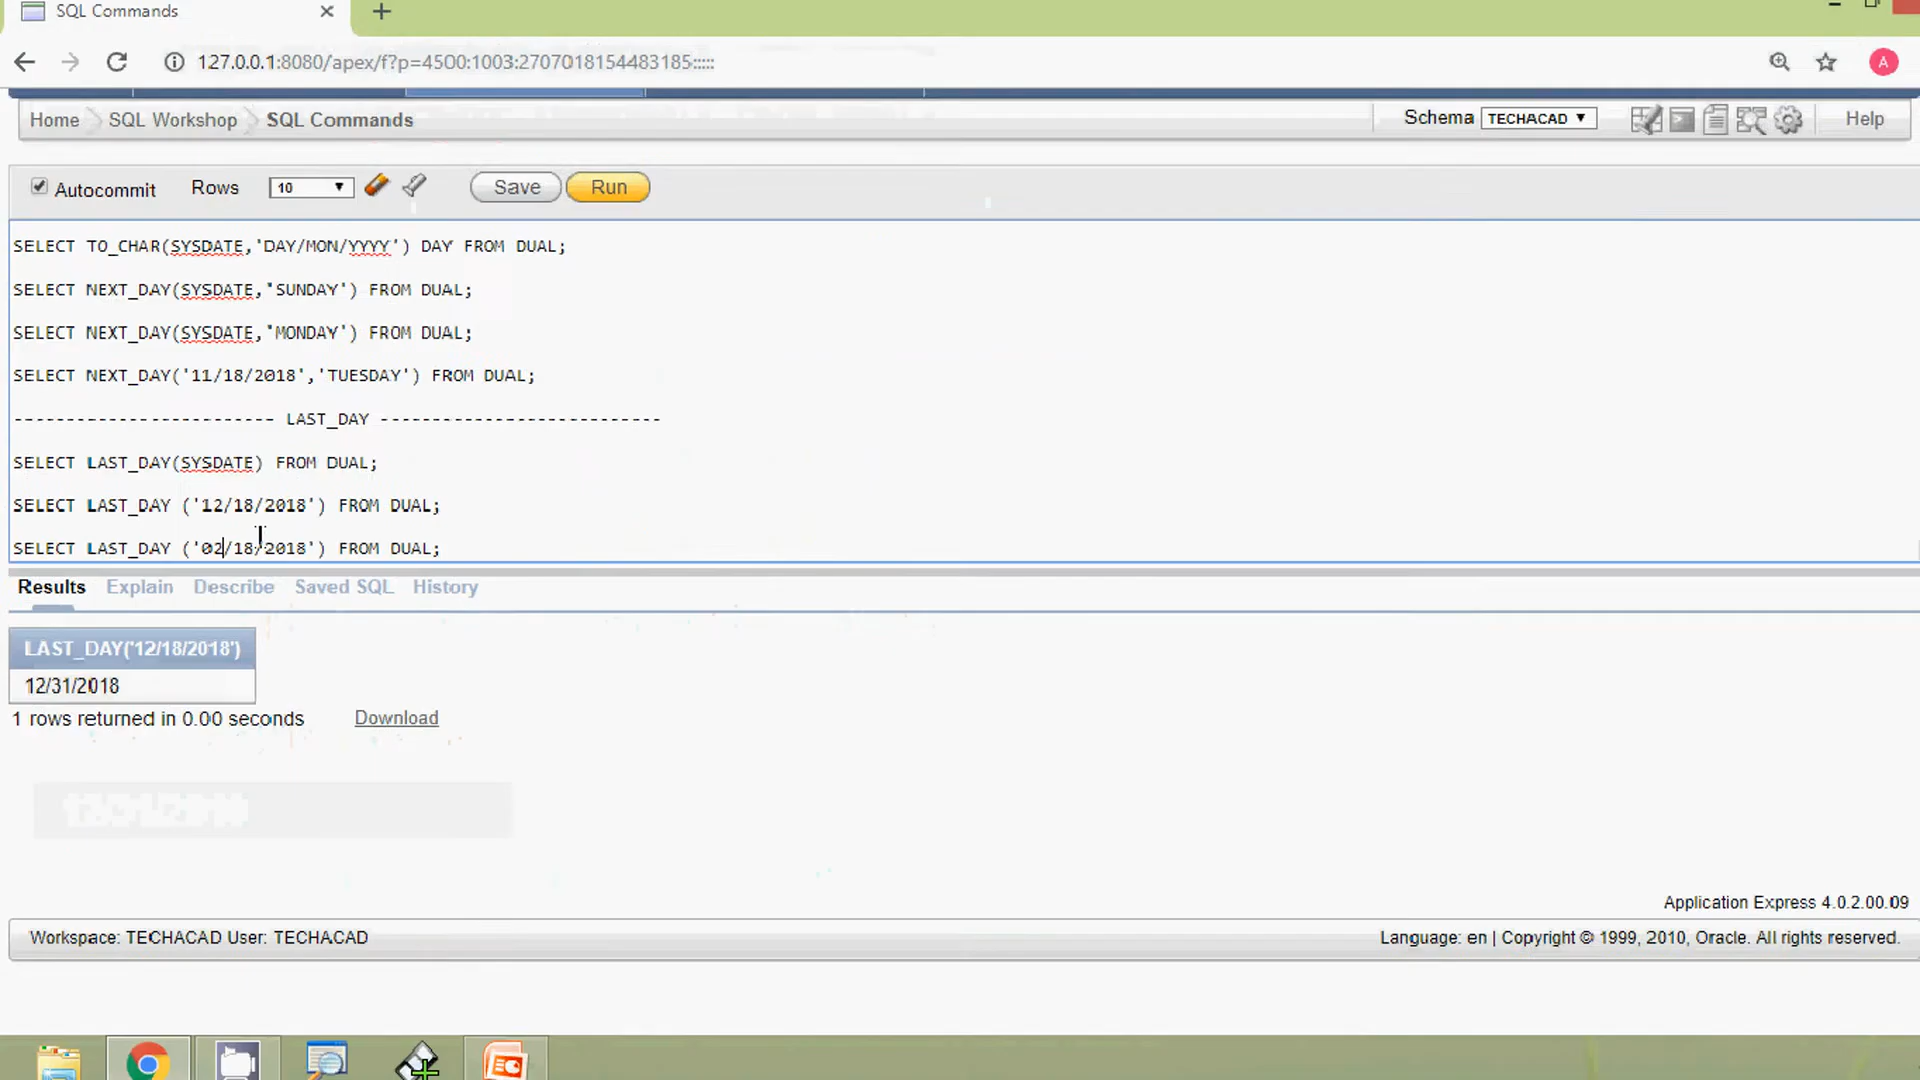 SQL Commands
127.0.0.1:8080/apex/f?p=4500:1003:2707018154483185:::::
A
Home SQL Workshop SQL Commands
Schema TECHACAD
Help
Autocommit Rows 10 Save Run
SELECT TO_CHAR(SYSDATE,'DAY/MON/YYYY') DAY FROM DUAL;
SELECT NEXT_DAY(SYSDATE,'SUNDAY') FROM DUAL;
SELECT NEXT_DAY(SYSDATE,'MONDAY') FROM DUAL;
SELECT NEXT_DAY('11/18/2018','TUESDAY') FROM DUAL;
------------------------- LAST_DAY ---------------------------
SELECT LAST_DAY(SYSDATE) FROM DUAL;
SELECT LAST_DAY ('12/18/2018') FROM DUAL;
SELECT LAST_DAY ('02/18/2018') FROM DUAL;
Results Explain Describe Saved SQL History
LAST_DAY('12/18/2018')
12/31/2018
1 rows returned in 0.00 seconds Download
Application Express 4.0.2.00.09
Workspace: TECHACAD User: TECHACAD
Language: en | Copyright © 1999, 2010, Oracle. All rights reserved.